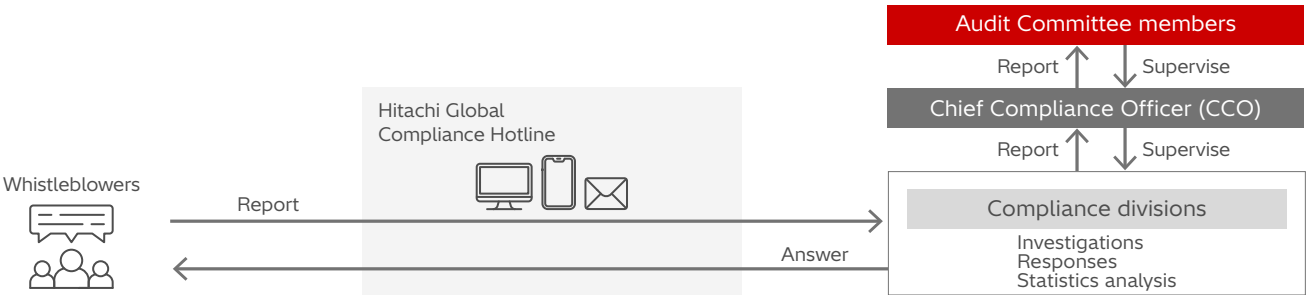 Audit Committee members
Report
Supervise
Hitachi Global
Compliance Hotline
Chief Compliance Officer (CCO)
Report
Supervise
Whistleblowers
Report
Compliance divisions
Answer
Investigations
Responses
Statistics analysis